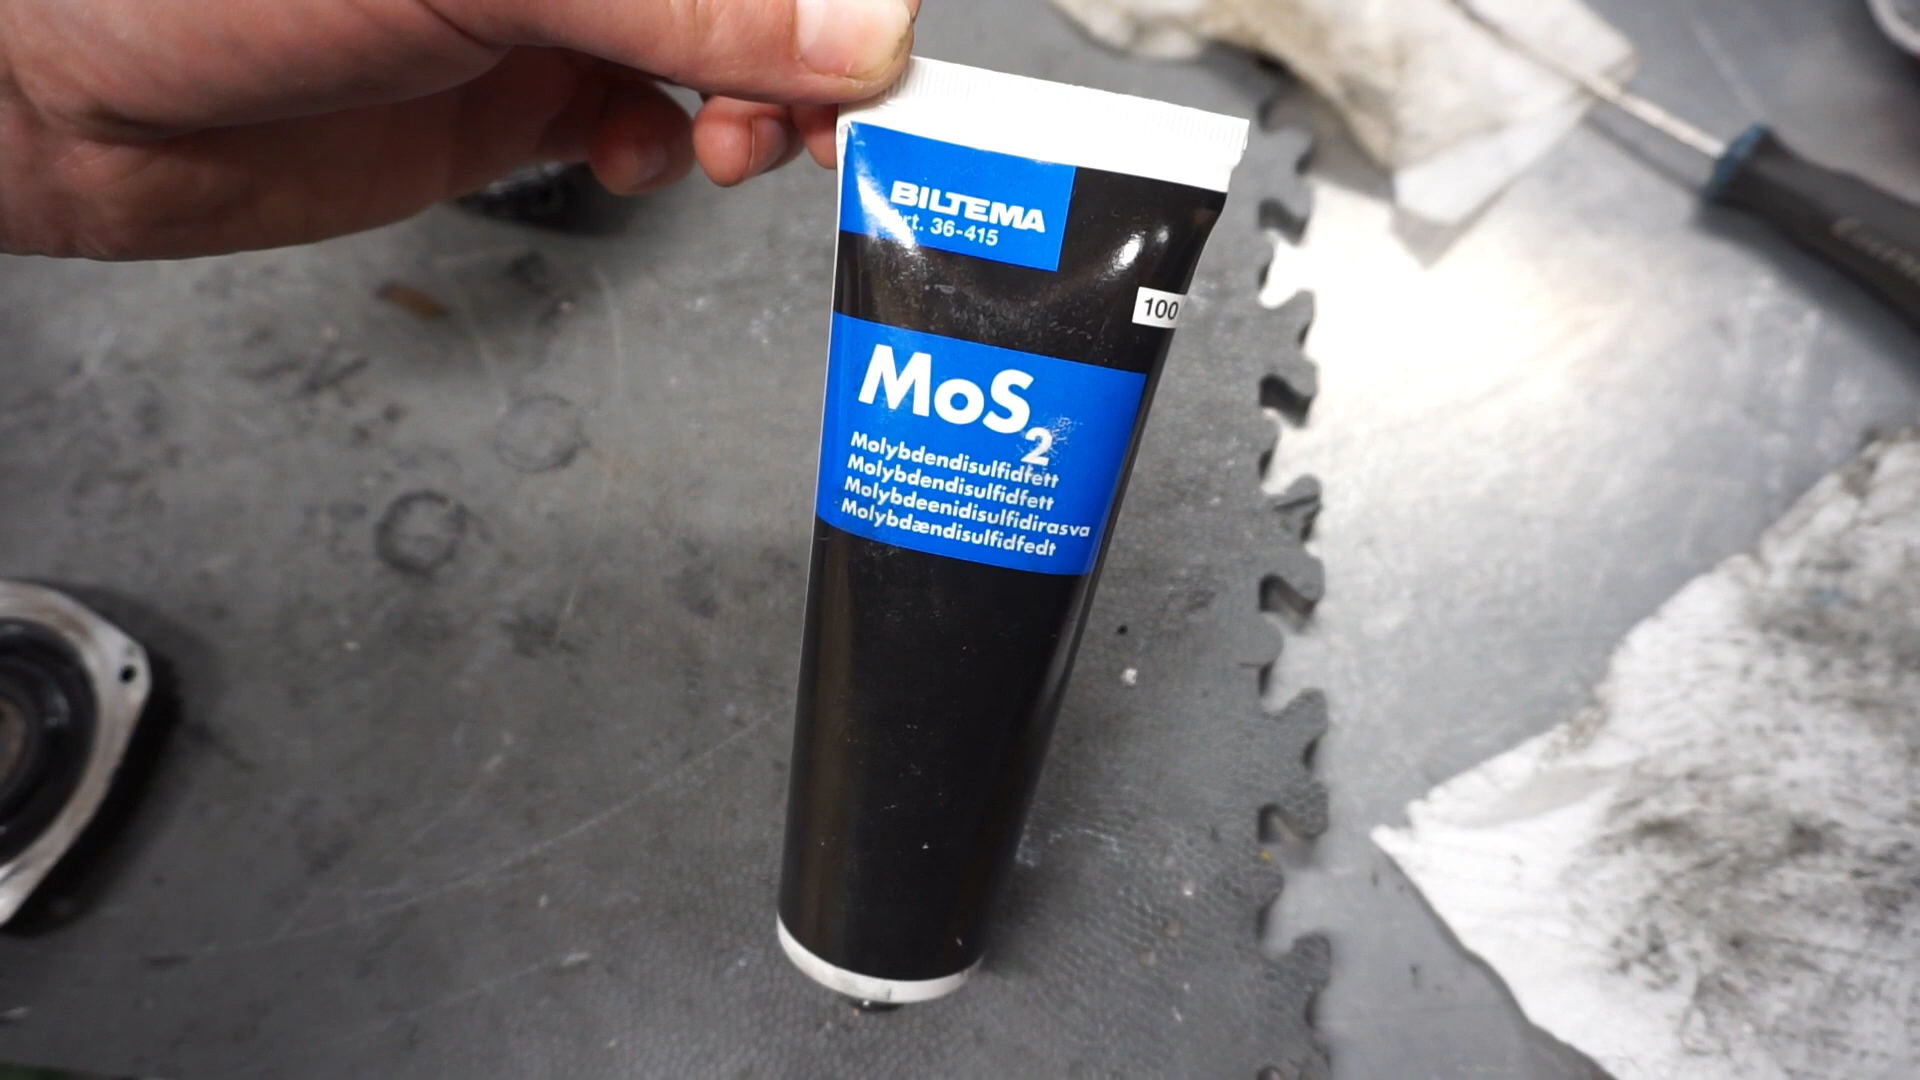 BILTEMA
Art. 36-415
100
MoS2
Molybdendisulfidfett
Molybdendisulfidfett
Molybdeenidisulfidirasva
Molybdændisulfidfedt